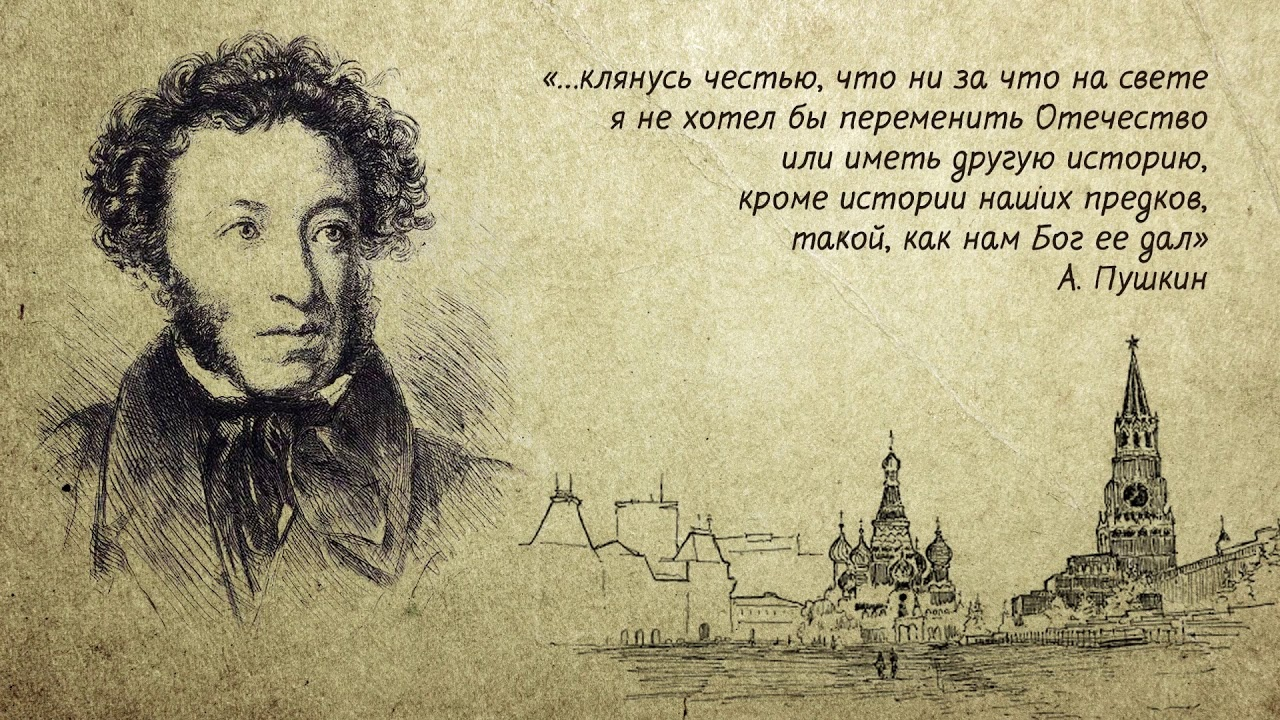 «...клянусь честью, что ни за что на свете
я не хотел бы переменить Отечество
или иметь другую историю,
кроме истории наших предков,
такой, как нам Бог ее дал»
А. Пушкин